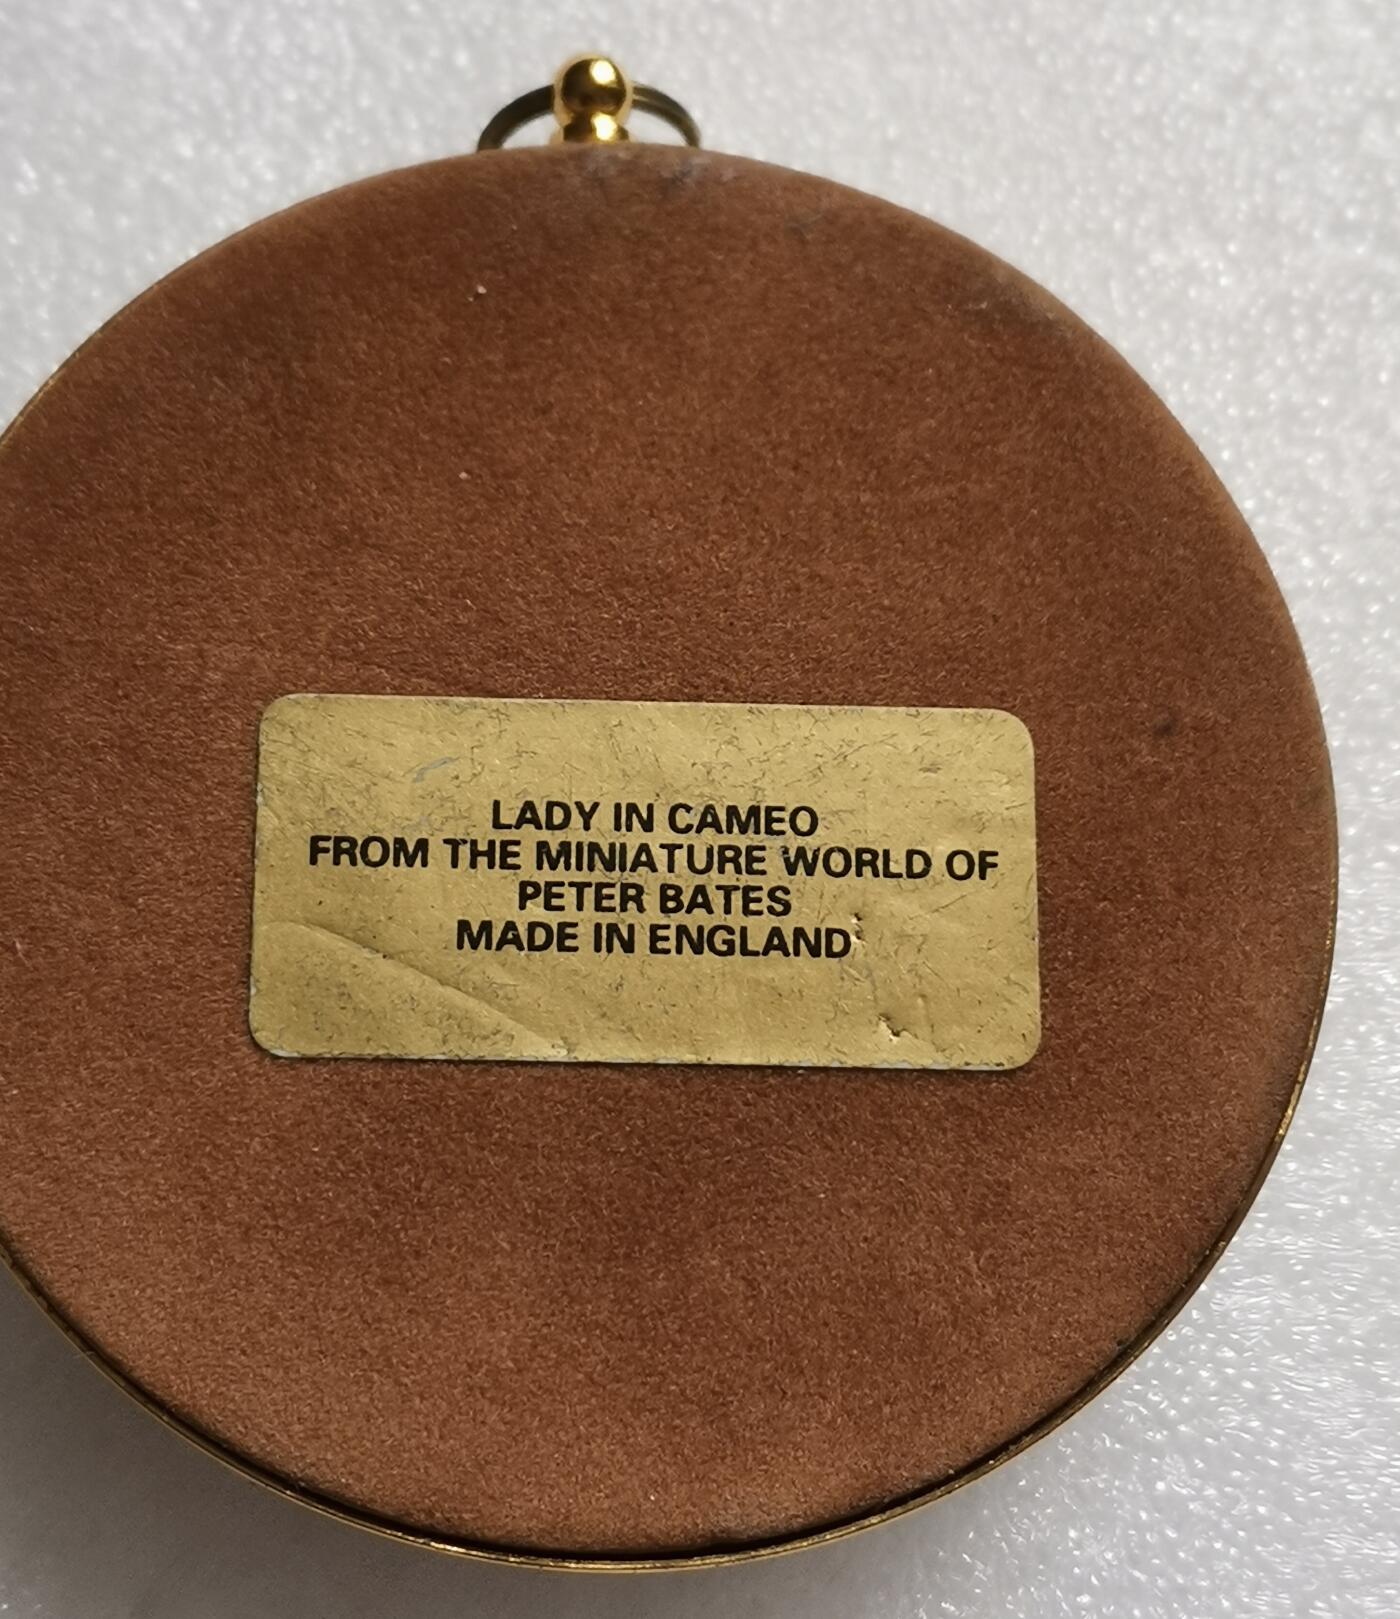 LADY IN CAMEO
FROM THE MINIATURE WORLD OF
PETER BATES
MADE IN ENGLAND